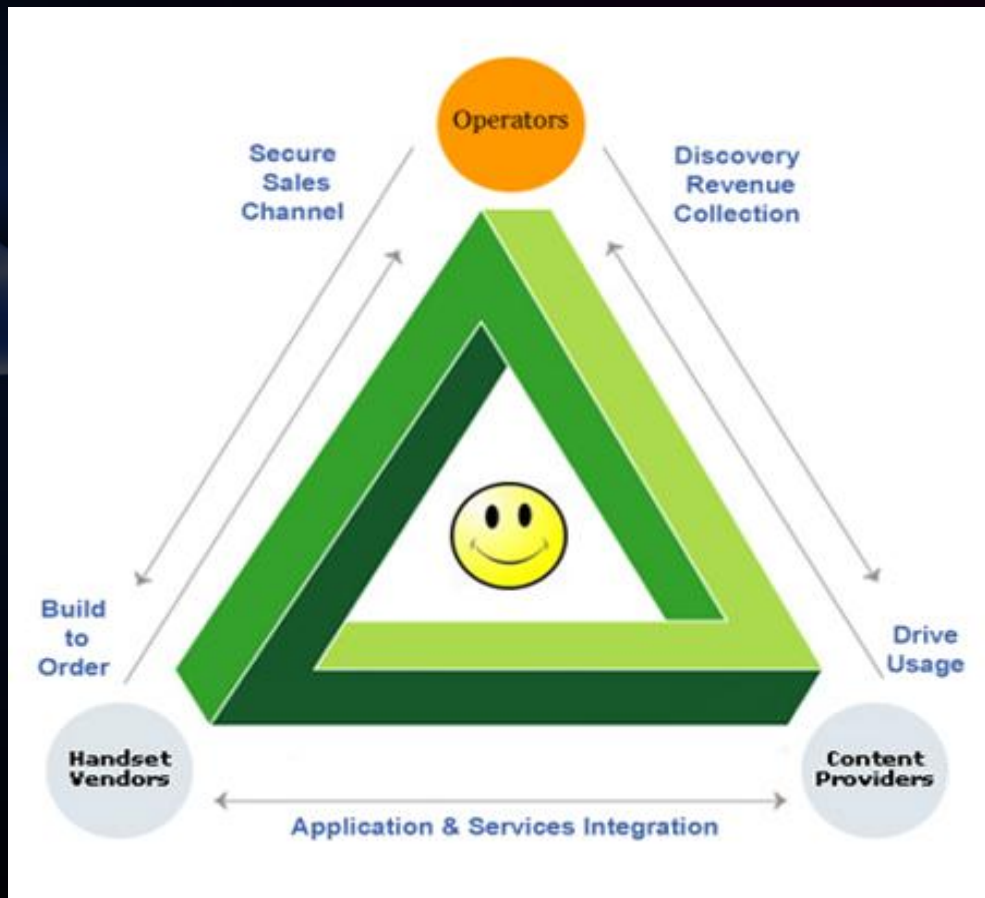 Operators
Secure
Sales
Channel
Discovery
Revenue
Collection
Build
to
Order
Drive
Usage
Handset
Vendors
Content
Providers
Application & Services Integration